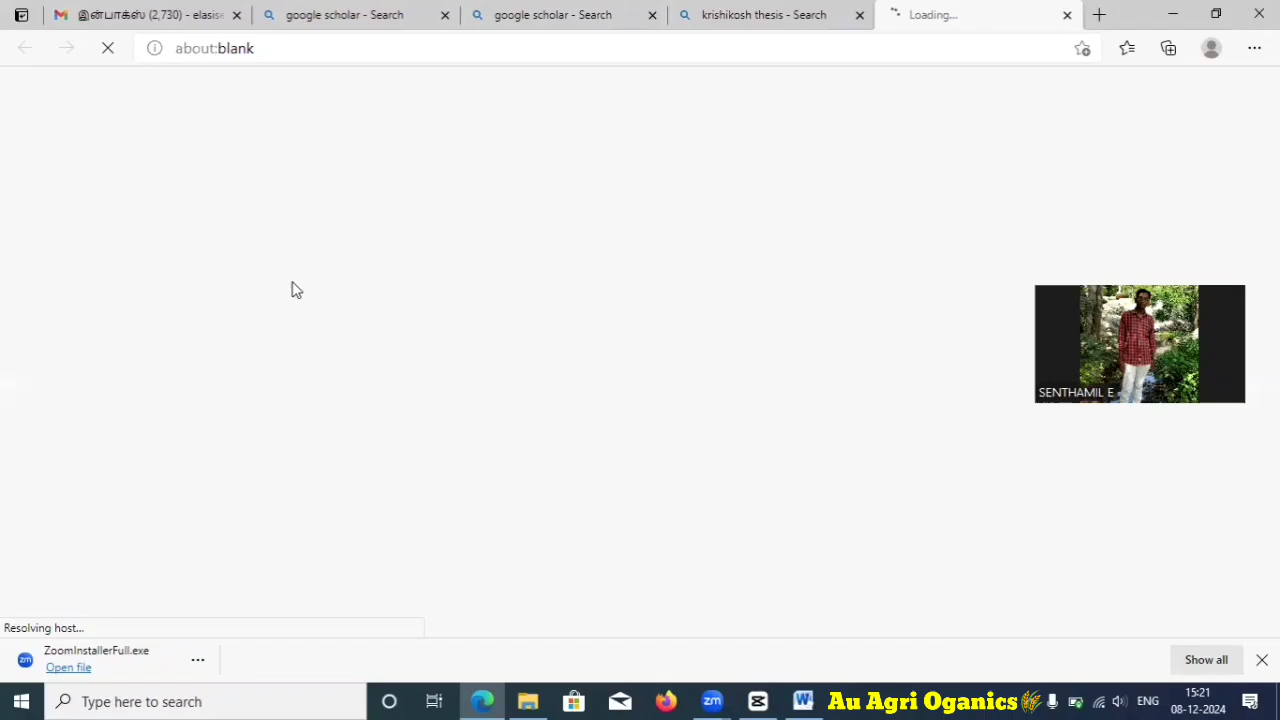 இன்பாக்ஸ் (2,730) - elasise
google scholar - Search
google scholar - Search
krishikosh thesis - Search
Loading...
about:blank
SENTHAMIL E
Resolving host...
ZoomInstallerFull.exe
Open file
Show all
Type here to search
Au Agri Oganics
ENG
15:21
08-12-2024